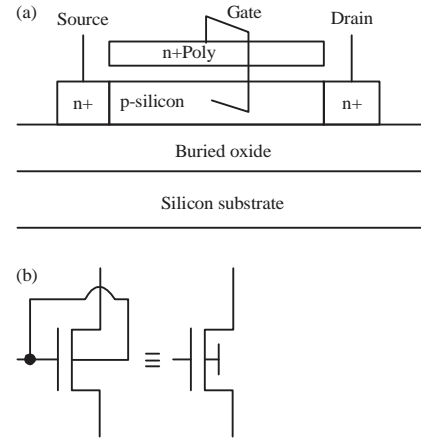 (a)
Gate
Source
Drain
n+Poly
n+
p-silicon
n+
Buried oxide
Silicon substrate
(b)
≡